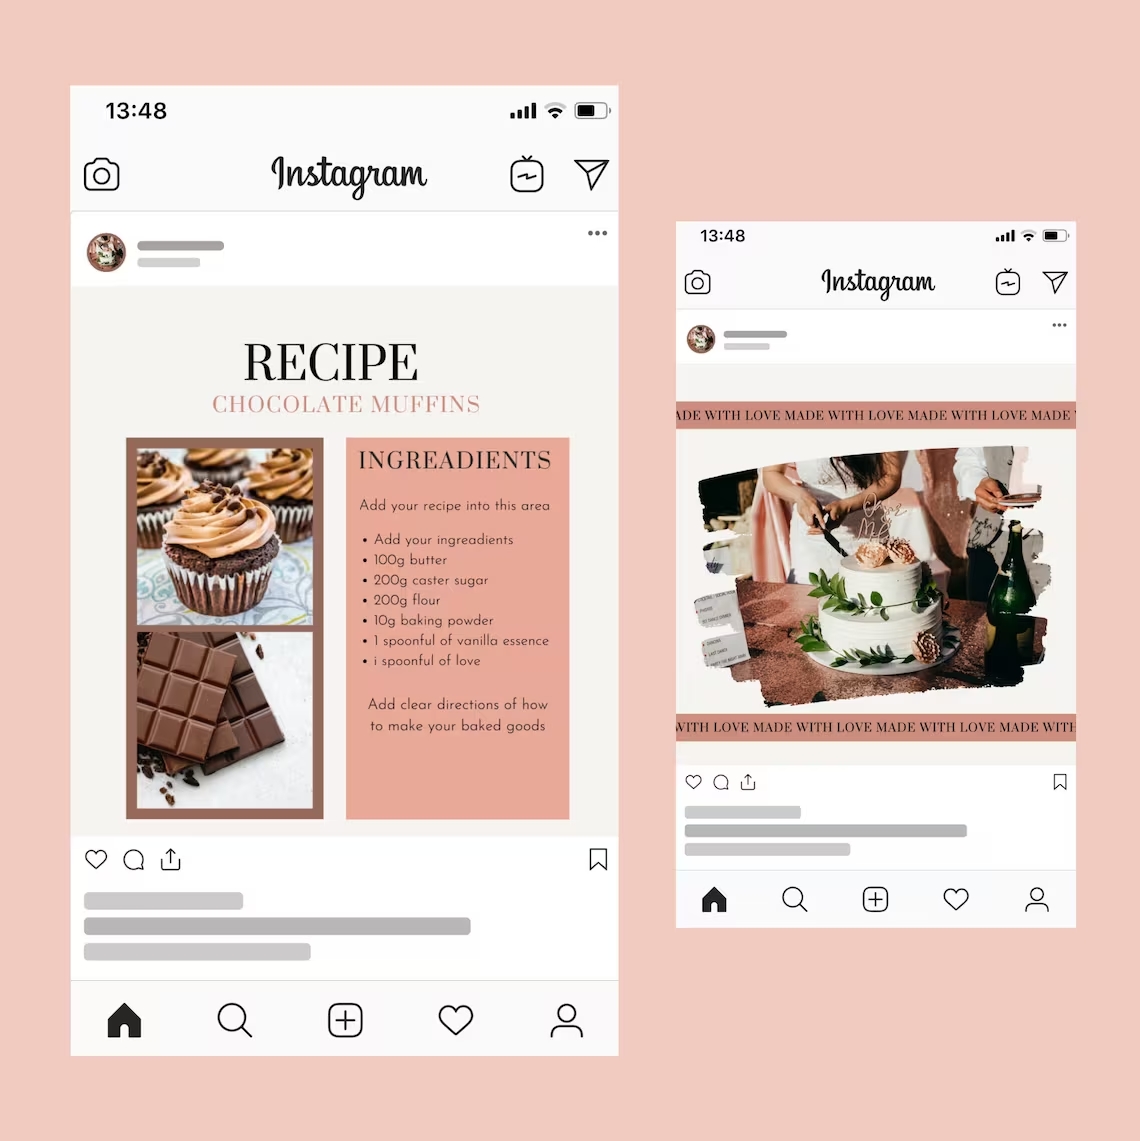 13:48
Instagram
RECIPE
CHOCOLATE MUFFINS
INGREADIENTS
Add your recipe into this area
• Add your ingreadients
• 100g butter
• 200g caster sugar
• 200g flour
• 10g baking powder
• 1 spoonful of vanilla essence
• i spoonful of love
Add clear directions of how
to make your baked goods
13:48
Instagram
ADE WITH LOVE MADE WITH LOVE MADE WITH LOVE MADE
WITH LOVE MADE WITH LOVE MADE WITH LOVE MADE WITH